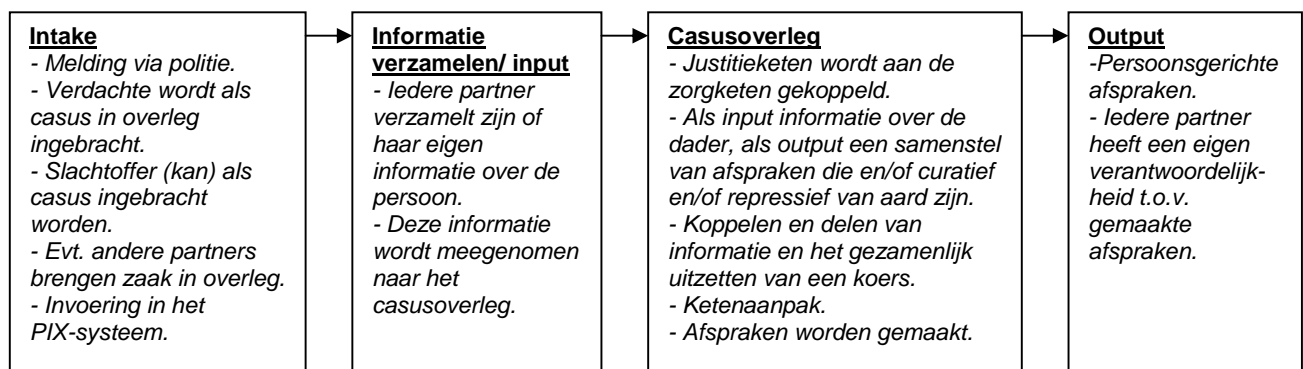 Intake
- Melding via politie.
- Verdachte wordt als
casus in overleg
ingebracht.
- Slachtoffer (kan) als
casus ingebracht
worden.
- Evt. andere partners
brengen zaak in overleg.
- Invoering in het
PIX-systeem.
Informatie
verzamelen/ input
- Iedere partner
verzamelt zijn of
haar eigen
informatie over de
persoon.
- Deze informatie
wordt meegenomen
naar het
casusoverleg.
Casusoverleg
- Justitieketen wordt aan de
zorgketen gekoppeld.
- Als input informatie over de
dader, als output een samenstel
van afspraken die en/of curatief
en/of repressief van aard zijn.
- Koppelen en delen van
informatie en het gezamenlijk
uitzetten van een koers.
- Ketenaanpak.
- Afspraken worden gemaakt.
Output
-Persoonsgerichte
afspraken.
- Iedere partner
heeft een eigen
verantwoordelijk-
heid t.o.v.
gemaakte
afspraken.